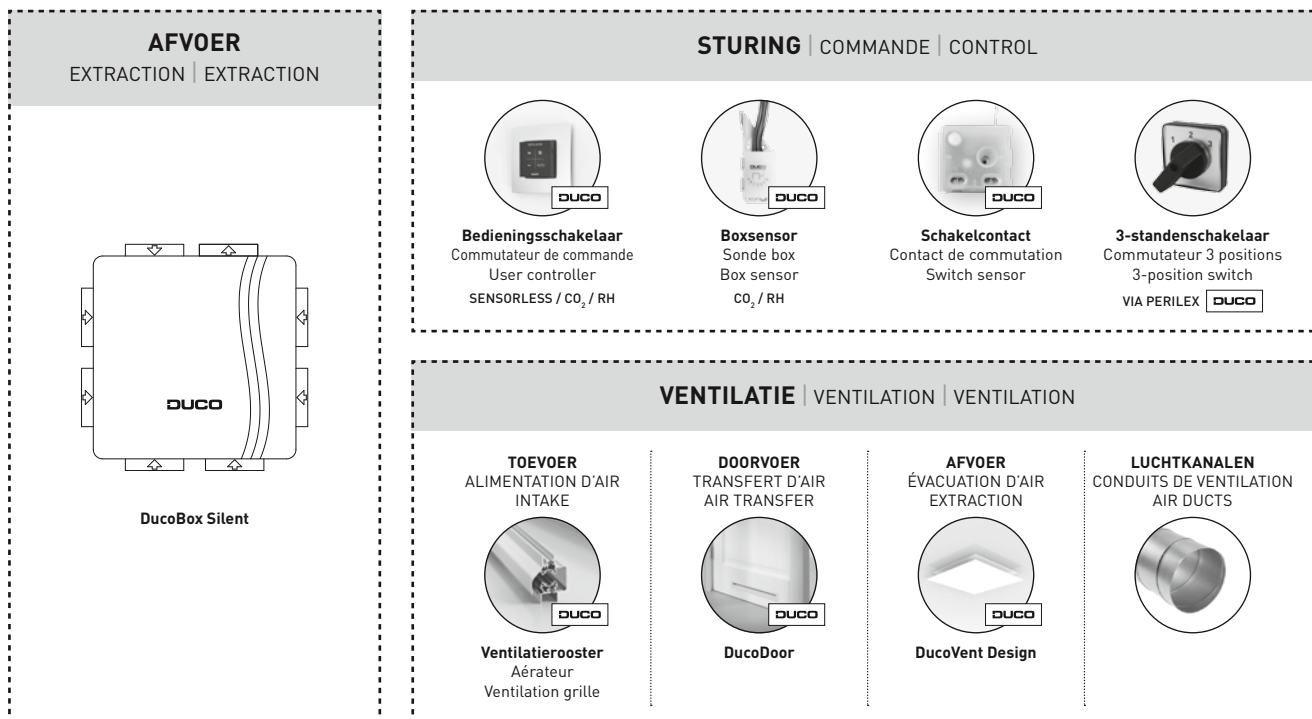 AFVOER
EXTRACTION | EXTRACTION
DUCO
DucoBox Silent
STURING | COMMANDE | CONTROL
DUCO
Bedieningsschakelaar
Commutateur de commande
User controller
SENSORLESS / CO₂ / RH
DUCO
DUCO
Boxsensor
Sonde box
Box sensor
CO₂ / RH
DUCO
Schakelcontact
Contact de commutation
Switch sensor
1 2 3
3-standenschakelaar
Commutateur 3 positions
3-position switch
VIA PERILEX DUCO
VENTILATIE | VENTILATION | VENTILATION
TOEVOER
ALIMENTATION D'AIR
INTAKE
DUCO
Ventilatierooster
Aérateur
Ventilation grille
DOORVOER
TRANSFERT D'AIR
AIR TRANSFER
DUCO
DucoDoor
AFVOER
ÉVACUATION D'AIR
EXTRACTION
DUCO
DucoVent Design
LUCHTKANALEN
CONDUITS DE VENTILATION
AIR DUCTS